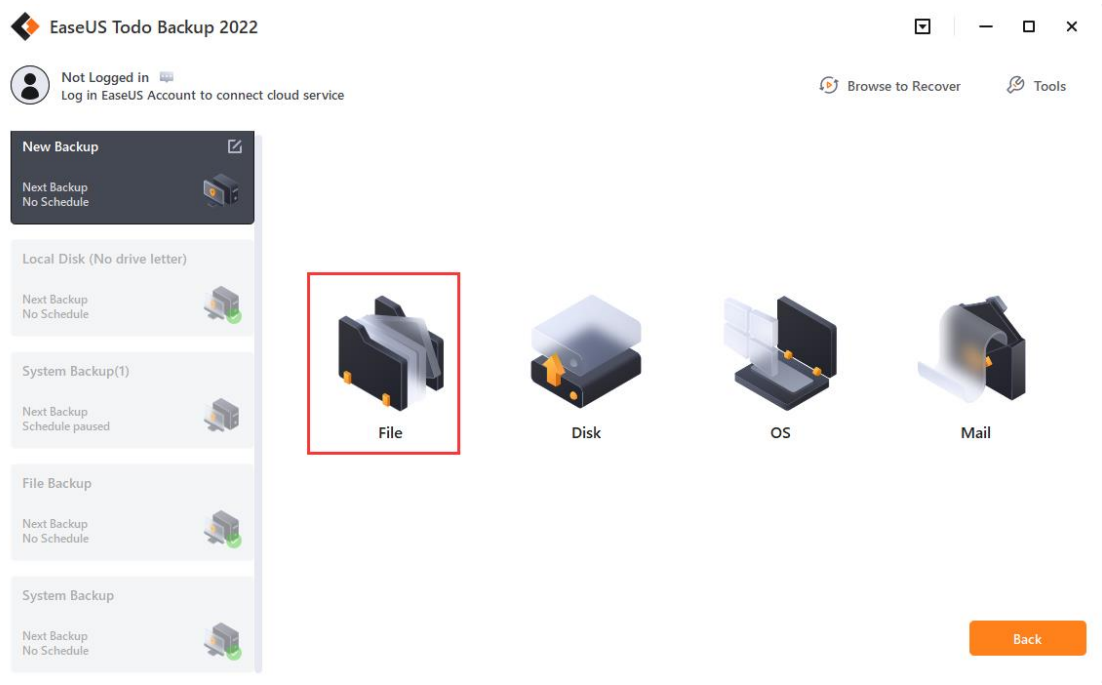 EaseUS Todo Backup 2022
Not Logged in
Log in EaseUS Account to connect cloud service
Browse to Recover
Tools
New Backup
Next Backup
No Schedule
Local Disk (No drive letter)
Next Backup
No Schedule
System Backup(1)
Next Backup
Schedule paused
File Backup
Next Backup
No Schedule
System Backup
Next Backup
No Schedule
File
Disk
OS
Mail
Back